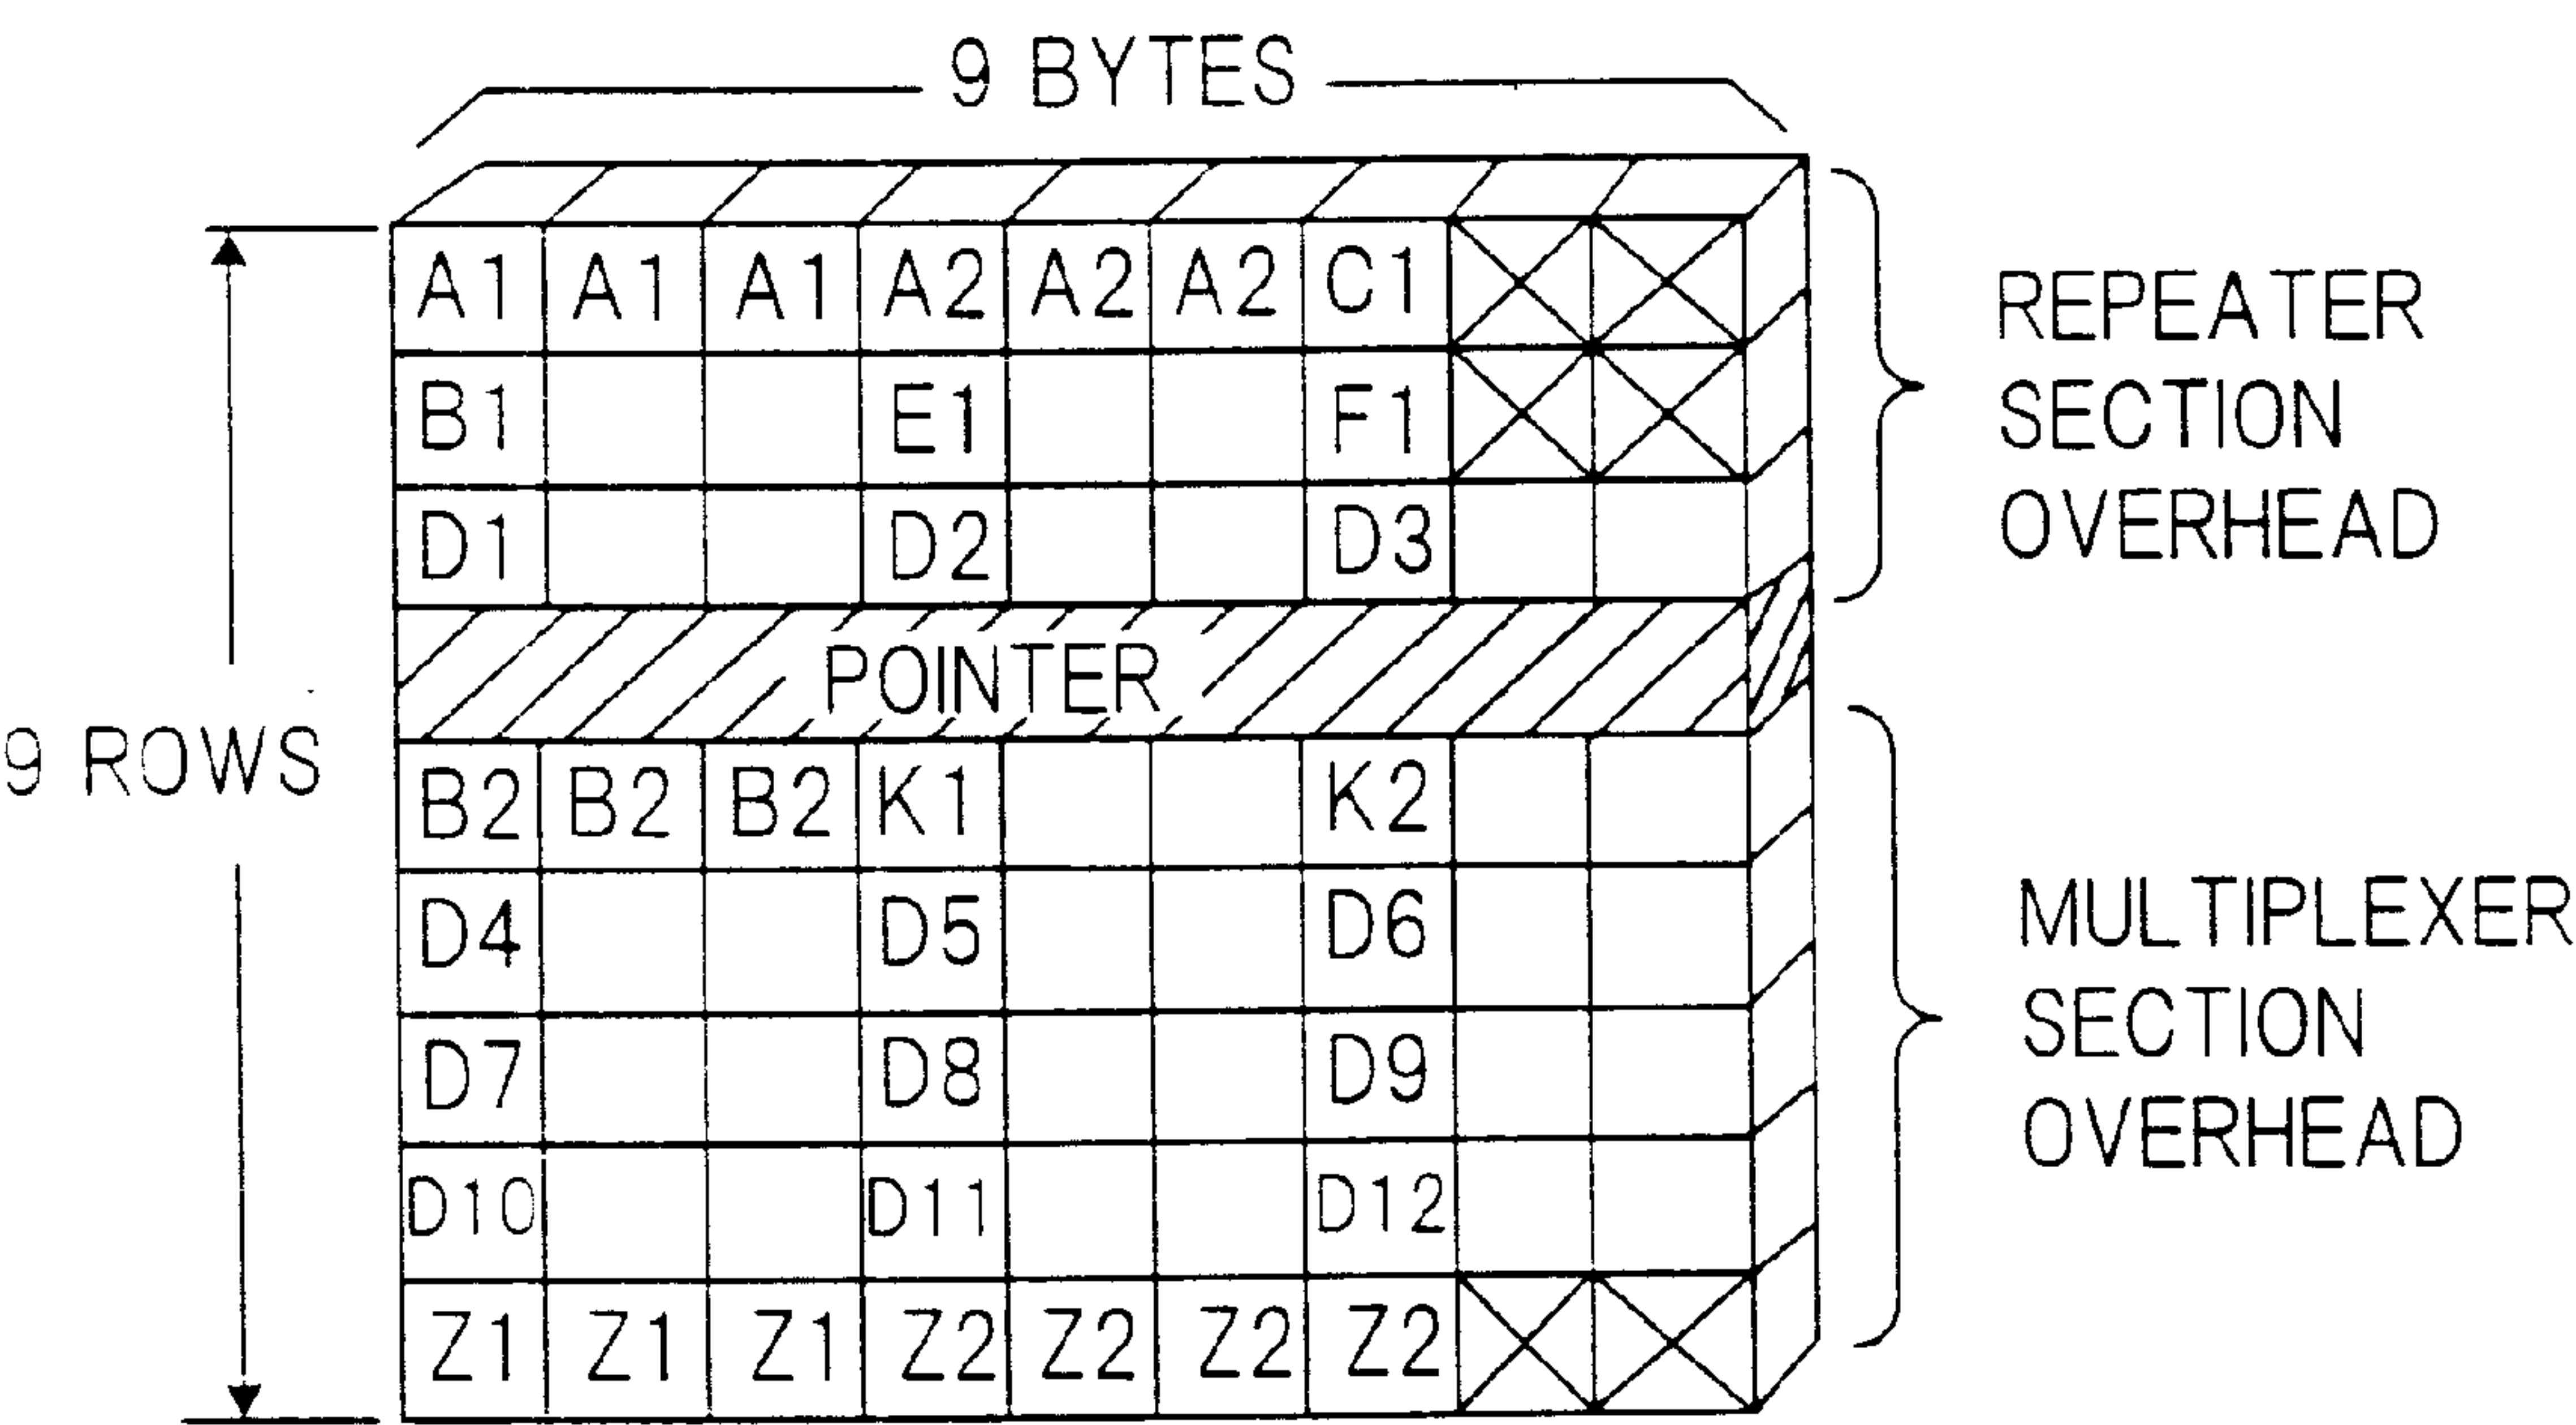 9 BYTES
A1 A1 A1 A2 A2 A2 C1
B1 E1 F1
D1 D2 D3
POINTER
B2 B2 B2 K1 K2
D4 D5 D6
D7 D8 D9
D10 D11 D12
Z1 Z1 Z1 Z2 Z2 Z2 Z2
9 ROWS
REPEATER
SECTION
OVERHEAD
MULTIPLEXER
SECTION
OVERHEAD